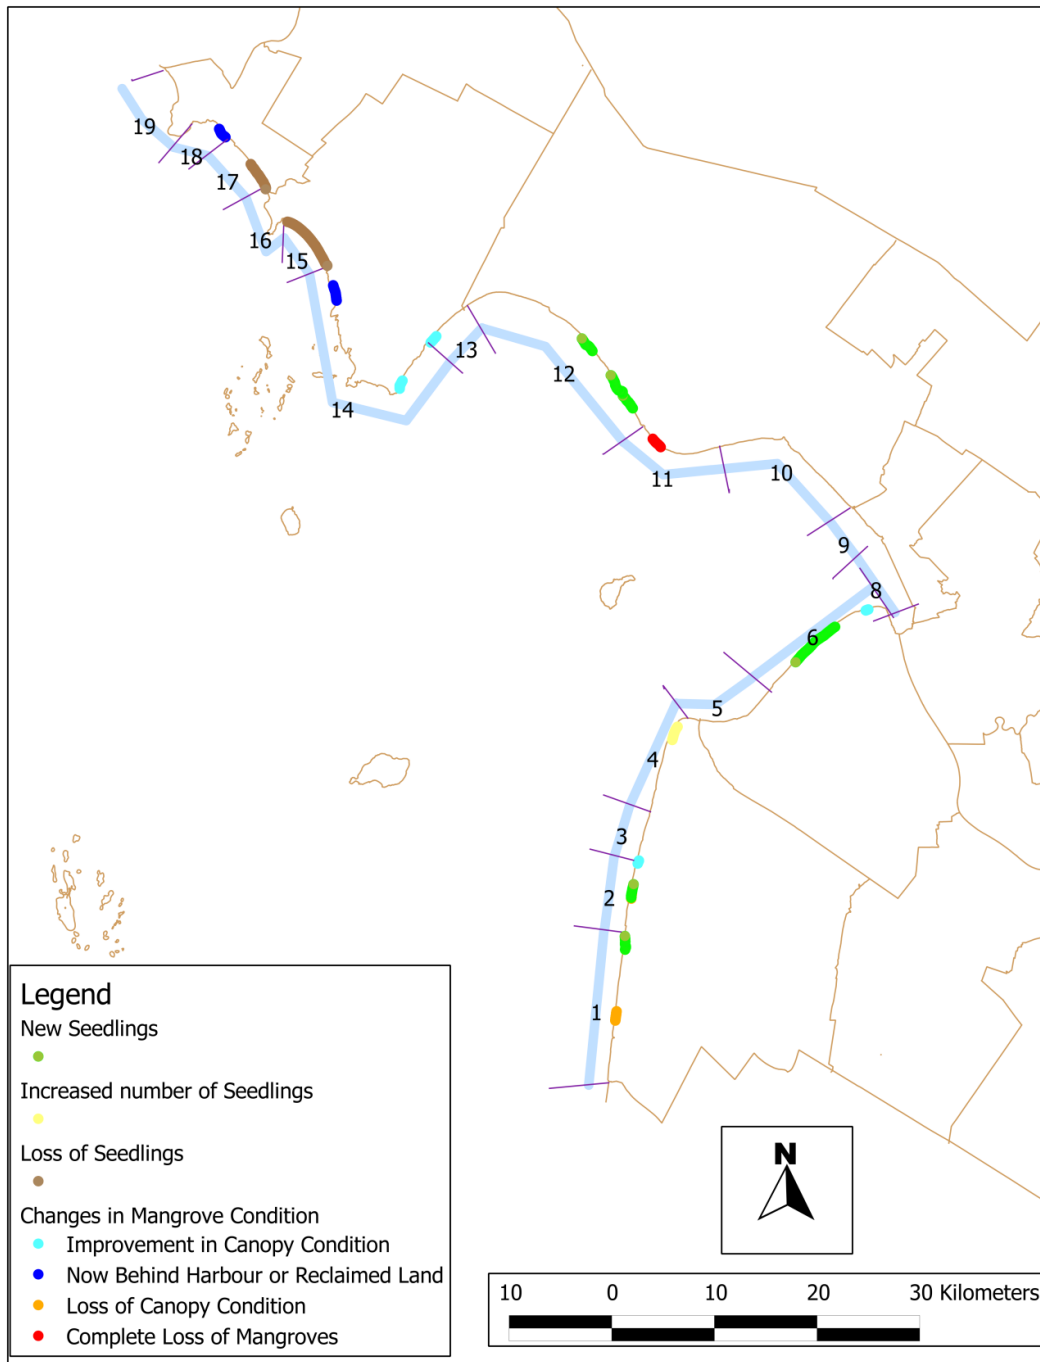 19
18
17
16
15
13
12
14
11
10
9
8
6
5
4
3
2
1
Legend
New Seedlings
Increased number of Seedlings
Loss of Seedlings
Changes in Mangrove Condition
Improvement in Canopy Condition
Now Behind Harbour or Reclaimed Land
Loss of Canopy Condition
Complete Loss of Mangroves
N
10 0 10 20 30 Kilometers